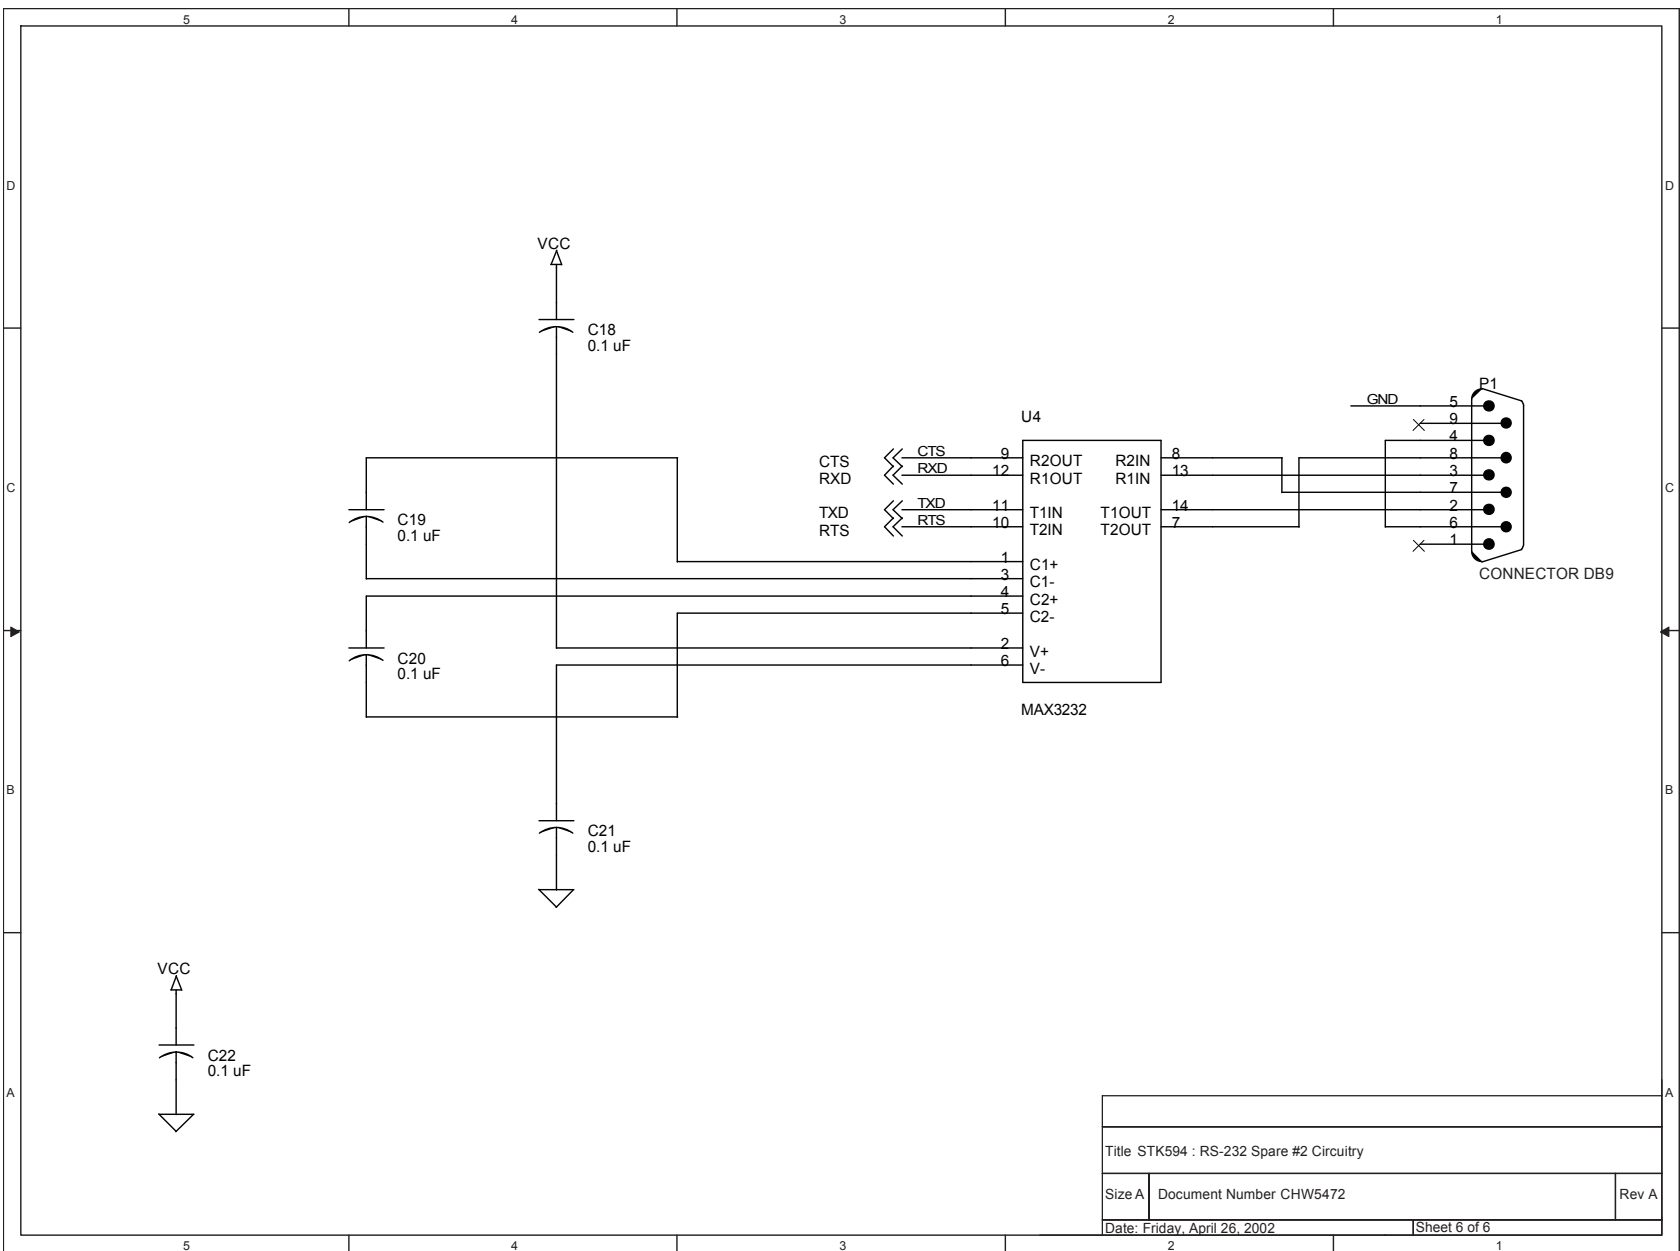 5 4 3 2 1
D D
VCC
C18
0.1 uF
P1
GND 5
9
4
8
3
7
2
6
1
CONNECTOR DB9
U4
CTS CTS 9 R2OUT R2IN 8
RXD RXD 12 R1OUT R1IN 13
TXD TXD 11 T1IN T1OUT 14
RTS RTS 10 T2IN T2OUT 7
1 C1+
3 C1-
4 C2+
5 C2-
2 V+
6 V-
MAX3232
C C
C19
0.1 uF
C20
0.1 uF
B B
C21
0.1 uF
VCC
C22
0.1 uF
A A
Title STK594 : RS-232 Spare #2 Circuitry
Size A Document Number CHW5472 Rev A
Date: Friday, April 26, 2002 Sheet 6 of 6
5 4 3 2 1